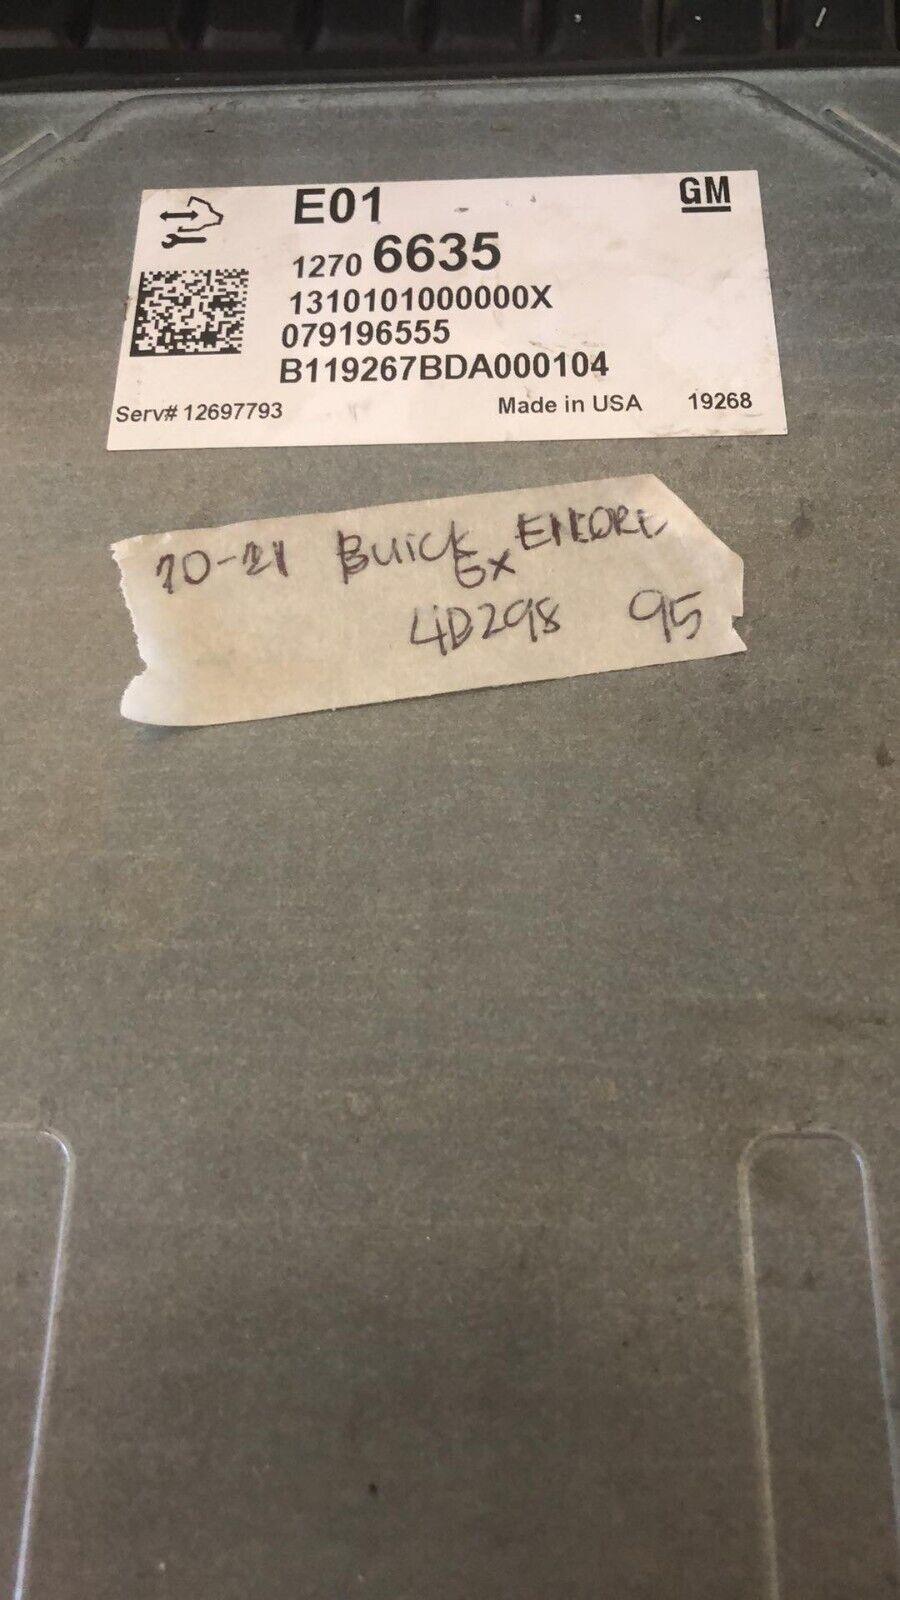 E01
GM
1270 6635
1310101000000X
079196555
B119267BDA000104
Serv# 12697793
Made in USA
19268
20-21 Buick ENCORE
GX
4B298 95